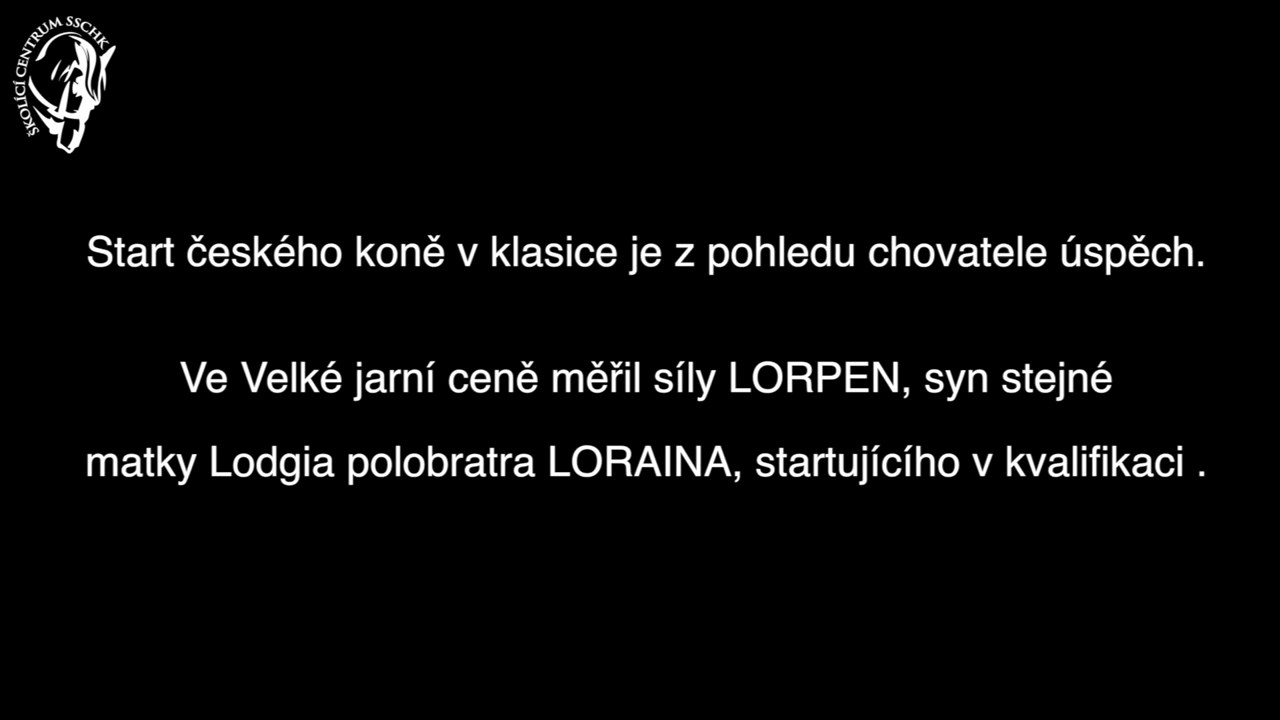 ŠKOLÍCÍ CENTRUM SSCHK
Start českého koně v klasice je z pohledu chovatele úspěch.
Ve Velké jarní ceně měřil síly LORPEN, syn stejné
matky Lodgia polobratra LORAINA, startujícího v kvalifikaci .